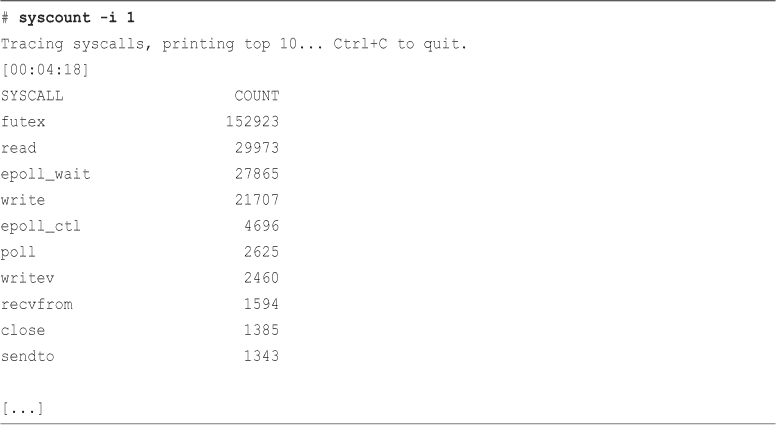 # syscount -i 1
Tracing syscalls, printing top 10... Ctrl+C to quit.
[00:04:18]
SYSCALL                   COUNT
futex                    152923
read                      29973
epoll_wait                27865
write                     21707
epoll_ctl                  4696
poll                       2625
writev                     2460
recvfrom                   1594
close                      1385
sendto                     1343

[...]